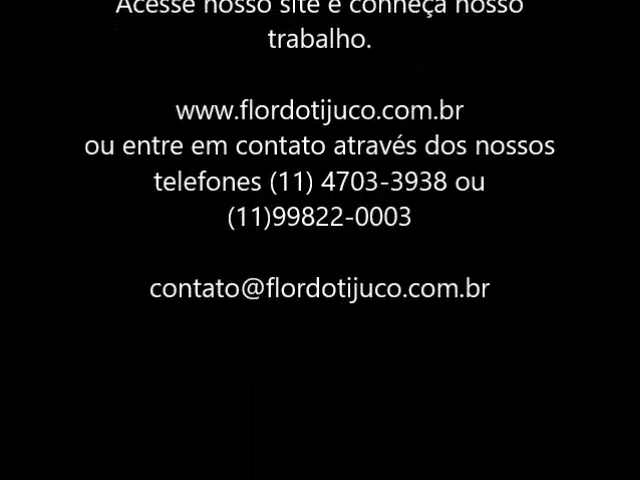 Acesse nosso site e conheça nosso
trabalho.
www.flordotijuco.com.br
ou entre em contato através dos nossos
telefones (11) 4703-3938 ou
(11)99822-0003
contato@flordotijuco.com.br